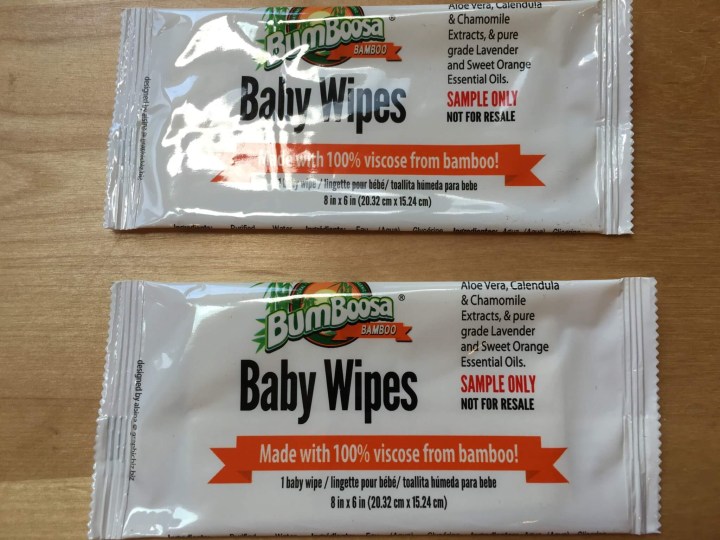 BumBoosa®
BAMBOO
Baby Wipes
Aloe Vera, Calendula
& Chamomile
Extracts, & pure
grade Lavender
and Sweet Orange
Essential Oils.
SAMPLE ONLY
NOT FOR RESALE
Made with 100% viscose from bamboo!
1 baby wipe / lingette pour bébé/ toallita húmeda para bebe
8 in x 6 in (20.32 cm x 15.24 cm)
designed by
BumBoosa®
BAMBOO
Baby Wipes
Aloe Vera, Calendula
& Chamomile
Extracts, & pure
grade Lavender
and Sweet Orange
Essential Oils.
SAMPLE ONLY
NOT FOR RESALE
Made with 100% viscose from bamboo!
1 baby wipe / lingette pour bébé/ toallita húmeda para bebe
8 in x 6 in (20.32 cm x 15.24 cm)
designed by